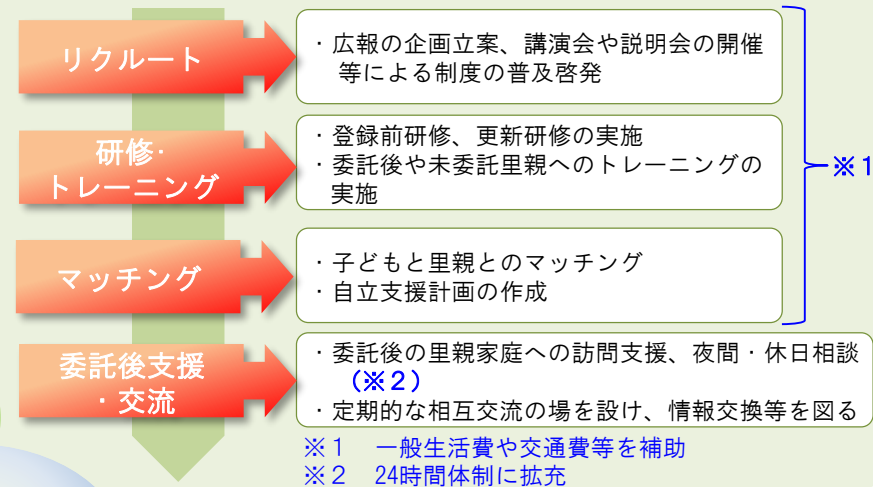 リクルート
・広報の企画立案、講演会や説明会の開催
等による制度の普及啓発
研修・
トレーニング
・登録前研修、更新研修の実施
・委託後や未委託里親へのトレーニングの
実施
※1
マッチング
・子どもと里親とのマッチング
・自立支援計画の作成
委託後支援
・交流
・委託後の里親家庭への訪問支援、夜間・休日相談
（※２）
・定期的な相互交流の場を設け、情報交換等を図る
※１　一般生活費や交通費等を補助
※２　24時間体制に拡充